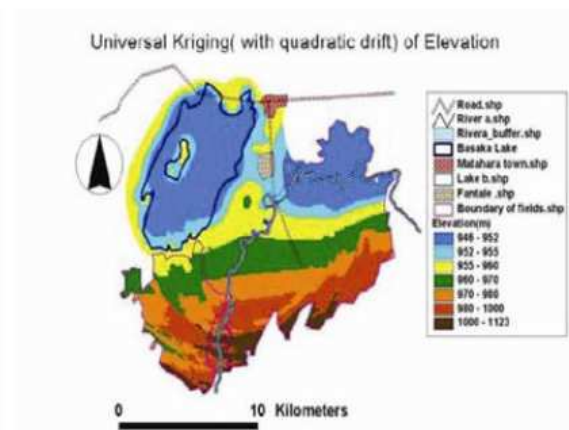 Universal Kriging( with quadratic drift) of Elevation
Road.shp
River a.shp
Rivera_buffer.shp
Basaka Lake
Matahara town.shp
Lake b.shp
Fantale .shp
Boundary of fields.shp
Elevation(m)
946 - 952
952 - 955
955 - 960
960 - 970
970 - 980
980 - 1000
1000 - 1123
0 10 Kilometers